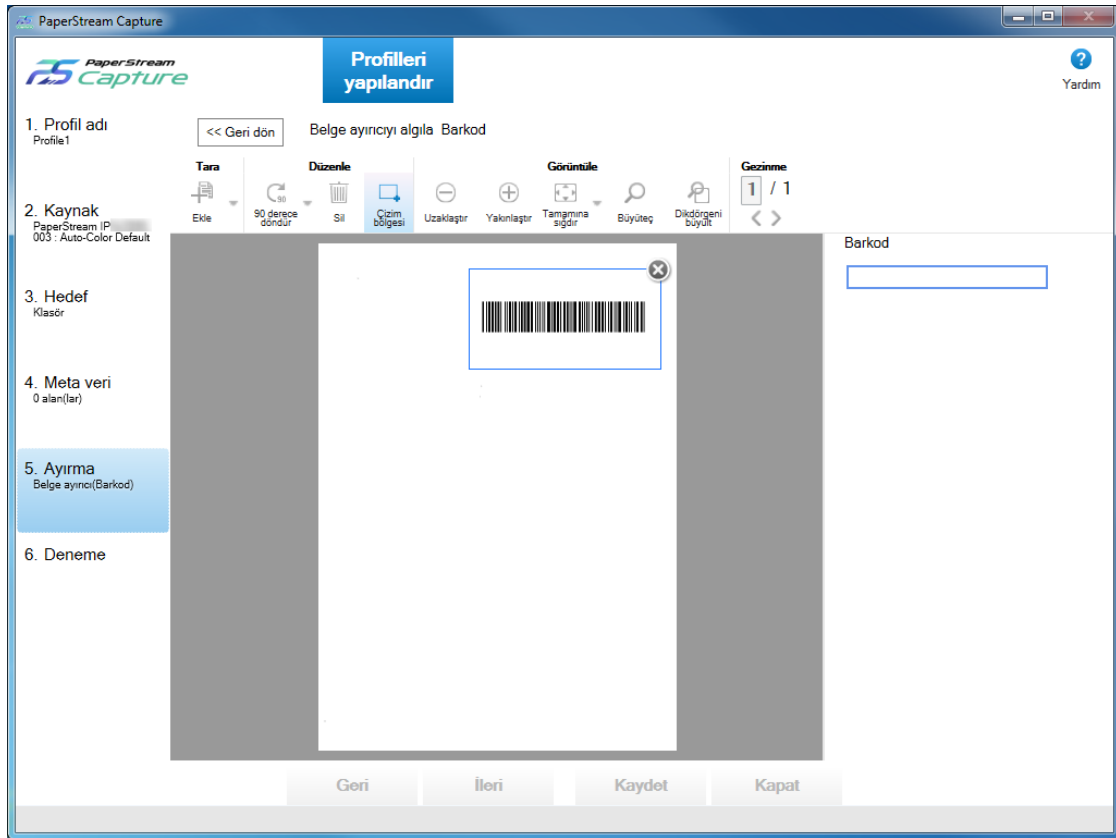 PaperStream Capture
PaperStream
Capture
Profilleri
yapılandır
?
Yardım
1. Profil adı
Profile1
2. Kaynak
PaperStream IP
003 : Auto-Color Default
3. Hedef
Klasör
4. Meta veri
0 alan(lar)
5. Ayırma
Belge ayırıcı(Barkod)
6. Deneme
<< Geri dön
Belge ayırıcıyı algıla Barkod
Tara
Düzenle
Görüntüle
Gezinme
90
1 / 1
Ekle
90 derece
döndür
Sil
Çizim
bölgesi
Uzaklaştır
Yakınlaştır
Tamamına
sığdır
Büyüteç
Dikdörgeni
büyült
< >
Barkod
Geri
İleri
Kaydet
Kapat